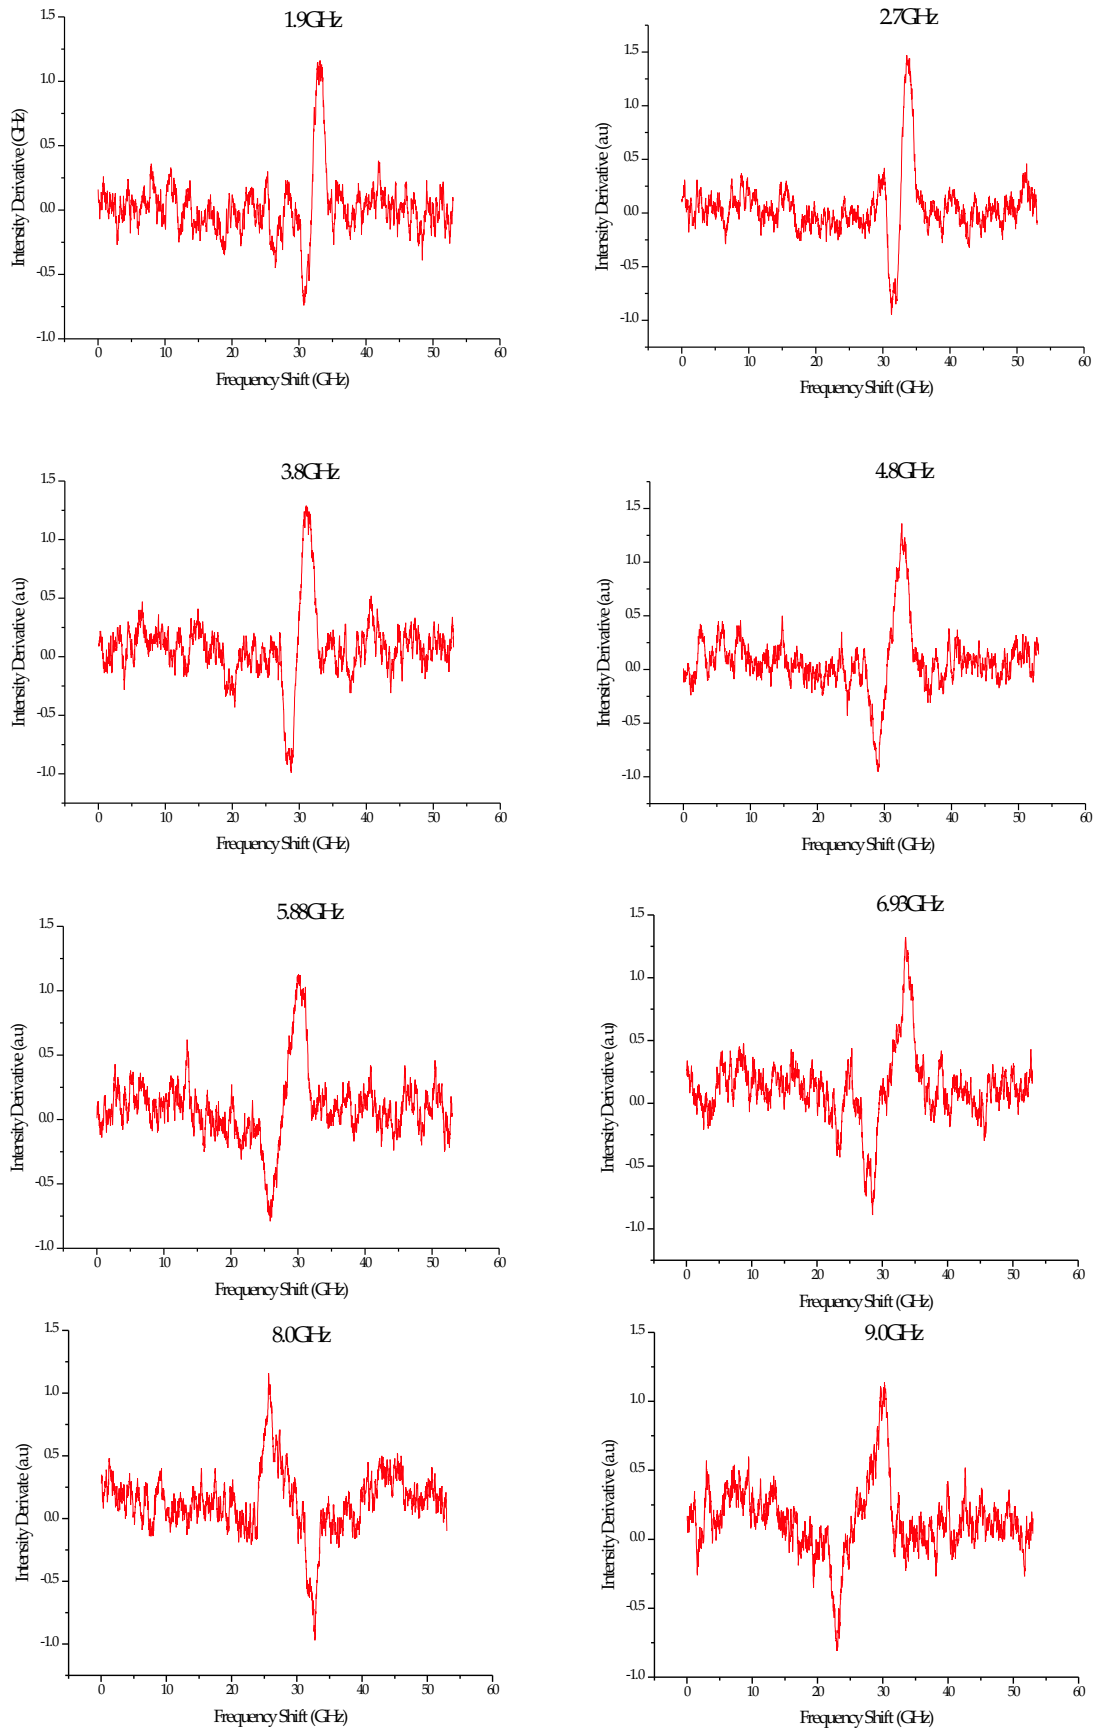 1.9GHz
1.5
1.0
0.5
0.0
-0.5
-1.0
Intensity Derivative (GHz)
0 10 20 30 40 50 60
Frequency Shift (GHz)
2.7GHz
1.5
1.0
0.5
0.0
-0.5
-1.0
Intensity Derivative (a.u)
0 10 20 30 40 50 60
Frequency Shift (GHz)
3.8GHz
1.5
1.0
0.5
0.0
-0.5
-1.0
Intensity Derivative (a.u)
0 10 20 30 40 50 60
Frequency Shift (GHz)
4.8GHz
1.5
1.0
0.5
0.0
-0.5
-1.0
Intensity Derivative (a.u)
0 10 20 30 40 50 60
Frequency Shift (GHz)
5.88GHz
1.5
1.0
0.5
0.0
-0.5
-1.0
Intensity Derivative (a.u)
0 10 20 30 40 50 60
Frequency Shift (GHz)
6.93GHz
1.5
1.0
0.5
0.0
-0.5
-1.0
Intensity Derivative (a.u)
0 10 20 30 40 50 60
Frequency Shift (GHz)
8.0GHz
1.5
1.0
0.5
0.0
-0.5
-1.0
Intensity Derivate (a.u)
0 10 20 30 40 50 60
Frequency Shift (GHz)
9.0GHz
1.5
1.0
0.5
0.0
-0.5
-1.0
Intensity Derivative (a.u)
0 10 20 30 40 50 60
Frequency Shift (GHz)